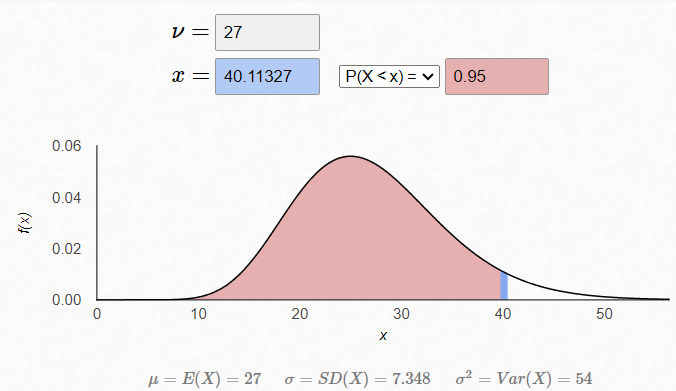 ν = 27
x = 40.11327 P(X < x) = 0.95
0.06
0.04
0.02
0.00
f(x)
0 10 20 30 40 50
x
μ = E(X) = 27 σ = SD(X) = 7.348 σ² = Var(X) = 54